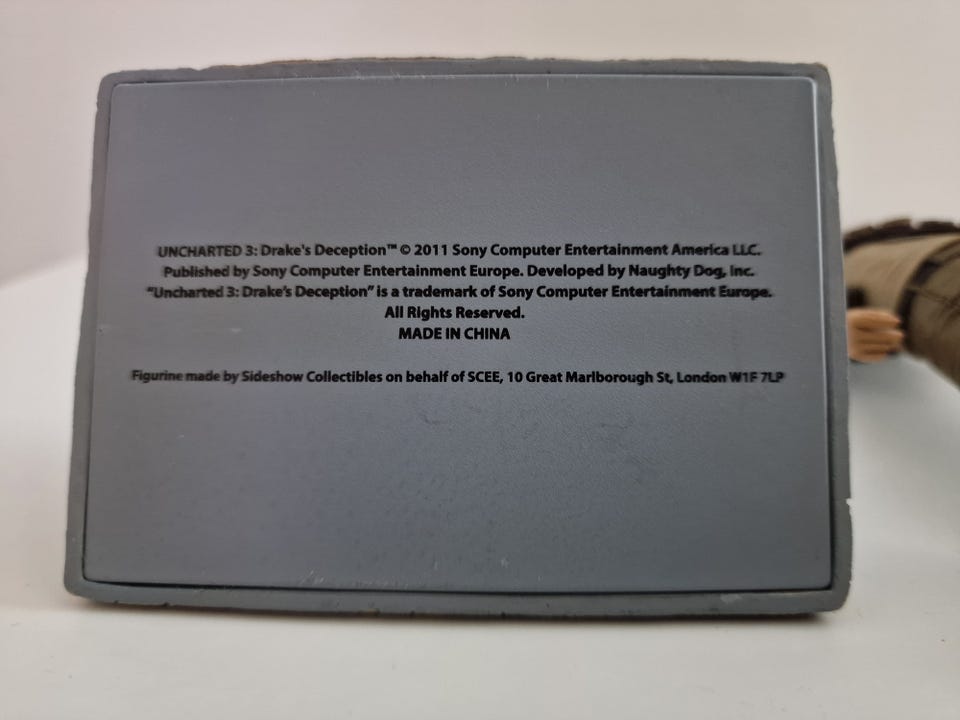 UNCHARTED 3: Drake's Deception™ © 2011 Sony Computer Entertainment America LLC.
Published by Sony Computer Entertainment Europe. Developed by Naughty Dog, Inc.
"Uncharted 3: Drake's Deception" is a trademark of Sony Computer Entertainment Europe.
All Rights Reserved.
MADE IN CHINA
Figurine made by Sideshow Collectibles on behalf of SCEE, 10 Great Marlborough St, London W1F 7LP